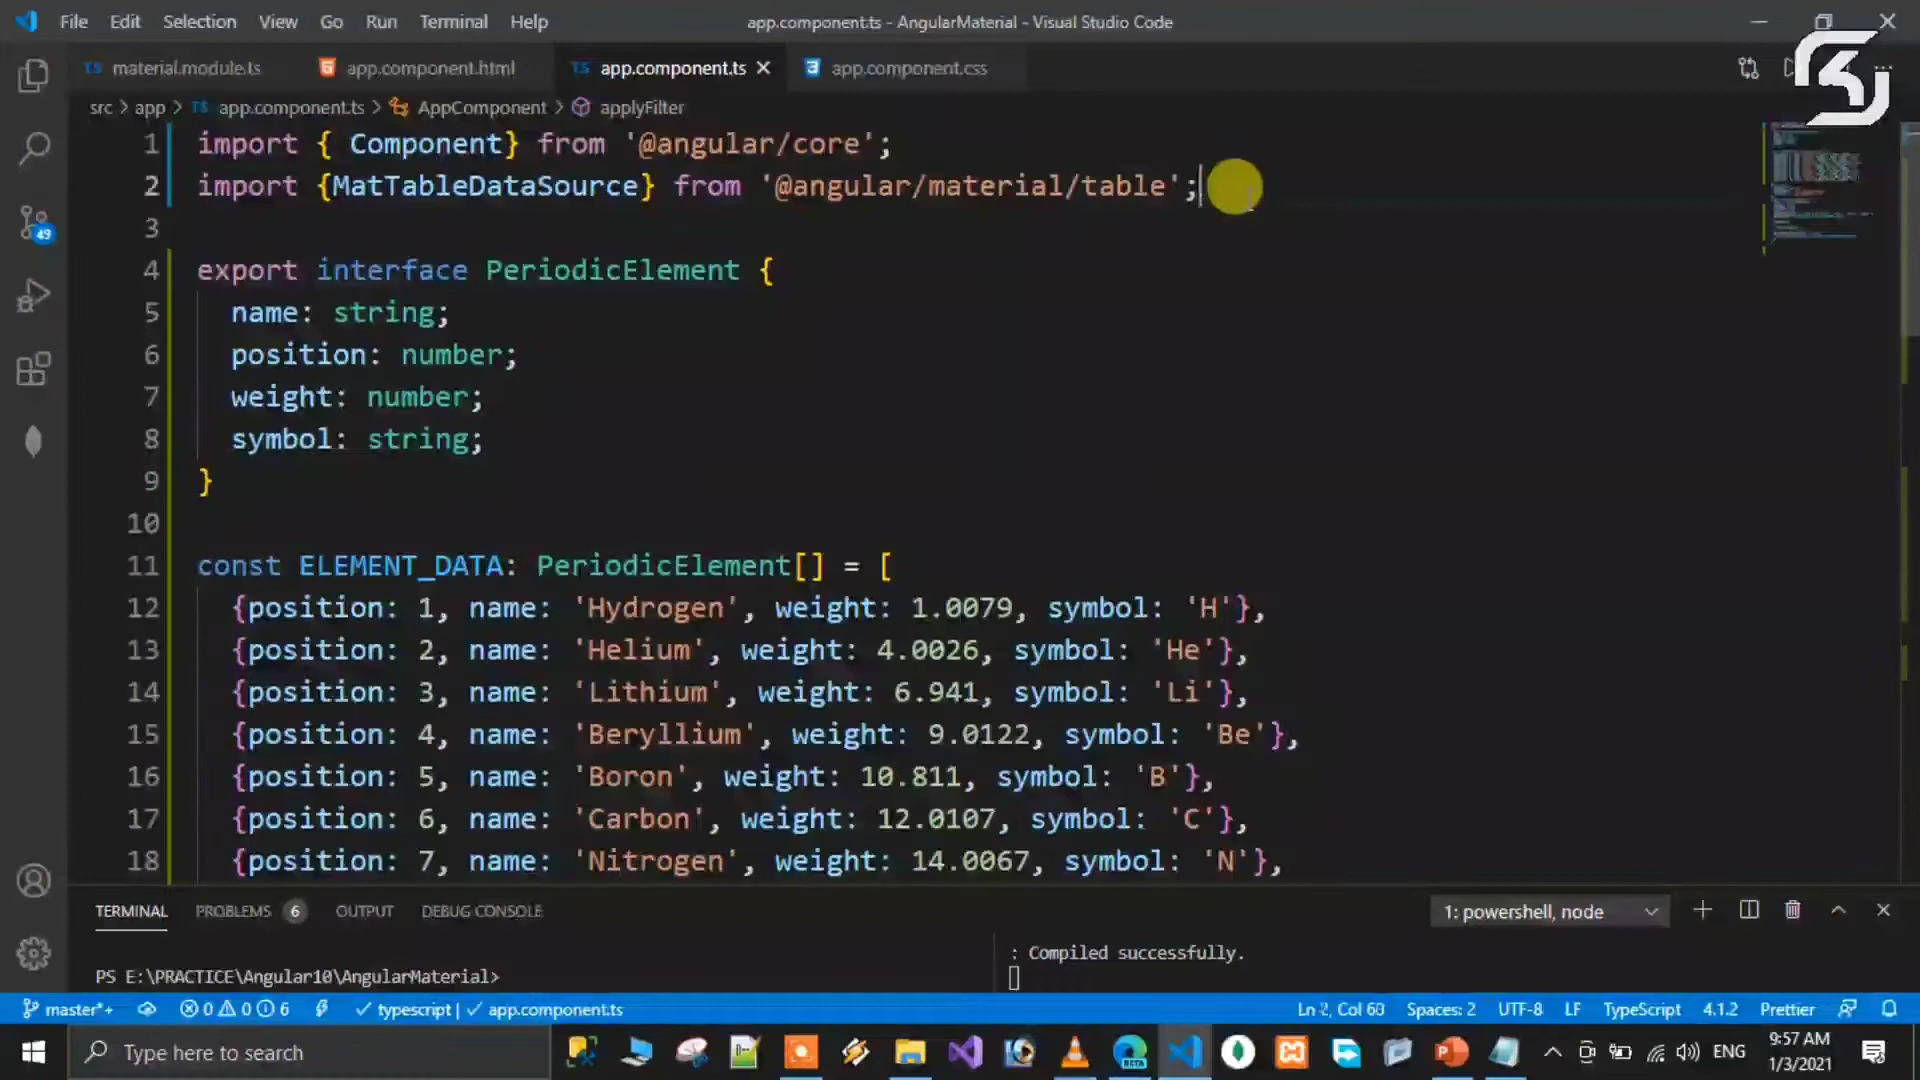 File Edit Selection View Go Run Terminal Help app.component.ts - AngularMaterial - Visual Studio Code
TS material.module.ts app.component.html TS app.component.ts app.component.css
src > app > TS app.component.ts > AppComponent > applyFilter
1 import { Component} from '@angular/core';
2 import {MatTableDataSource} from '@angular/material/table';
3
4 export interface PeriodicElement {
5 name: string;
6 position: number;
7 weight: number;
8 symbol: string;
9 }
10
11 const ELEMENT_DATA: PeriodicElement[] = [
12 {position: 1, name: 'Hydrogen', weight: 1.0079, symbol: 'H'},
13 {position: 2, name: 'Helium', weight: 4.0026, symbol: 'He'},
14 {position: 3, name: 'Lithium', weight: 6.941, symbol: 'Li'},
15 {position: 4, name: 'Beryllium', weight: 9.0122, symbol: 'Be'},
16 {position: 5, name: 'Boron', weight: 10.811, symbol: 'B'},
17 {position: 6, name: 'Carbon', weight: 12.0107, symbol: 'C'},
18 {position: 7, name: 'Nitrogen', weight: 14.0067, symbol: 'N'},
49
TERMINAL PROBLEMS 6 OUTPUT DEBUG CONSOLE 1: powershell, node
: Compiled successfully.
PS E:\PRACTICE\Angular10\AngularMaterial>
master*+ 0 0 6 typescript | app.component.ts Ln 2, Col 60 Spaces: 2 UTF-8 LF TypeScript 4.1.2 Prettier
Type here to search BETA ENG 9:57 AM
1/3/2021